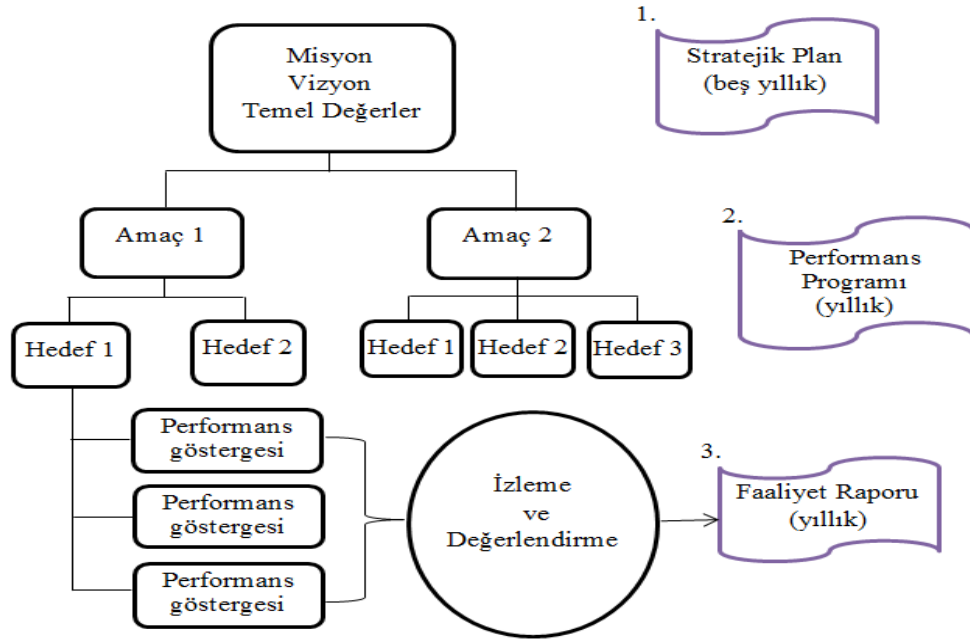 Misyon
Vizyon
Temel Değerler
1.
Stratejik Plan
(beş yıllık)
Amaç 1
Amaç 2
2.
Performans
Programı
(yıllık)
Hedef 1
Hedef 2
Hedef 1
Hedef 2
Hedef 3
Performans
göstergesi
Performans
göstergesi
Performans
göstergesi
İzleme
ve
Değerlendirme
3.
Faaliyet Raporu
(yıllık)